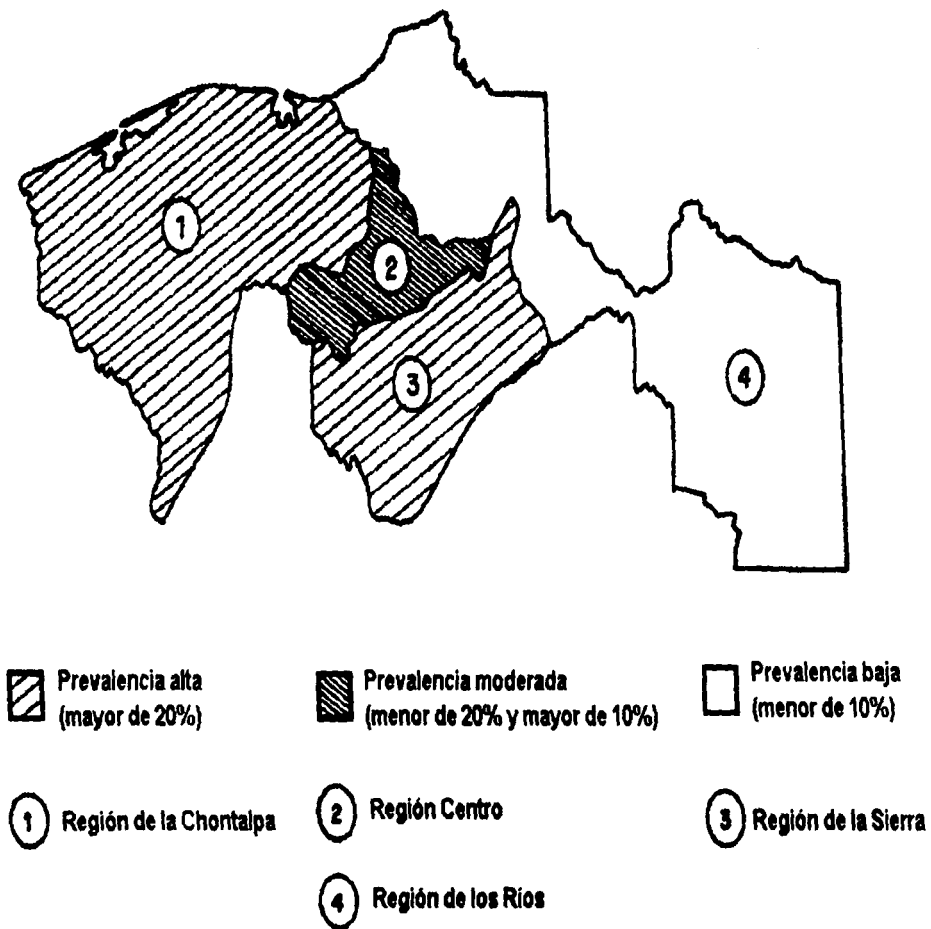 1
2
3
4
Prevalencia alta
(mayor de 20%)
Prevalencia moderada
(menor de 20% y mayor de 10%)
Prevalencia baja
(menor de 10%)
1 Región de la Chontalpa
2 Región Centro
3 Región de la Sierra
4 Región de los Ríos